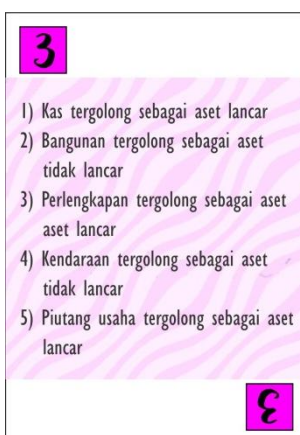 3
1) Kas tergolong sebagai aset lancar
2) Bangunan tergolong sebagai aset
tidak lancar
3) Perlengkapan tergolong sebagai aset
aset lancar
4) Kendaraan tergolong sebagai aset
tidak lancar
5) Piutang usaha tergolong sebagai aset
lancar
3